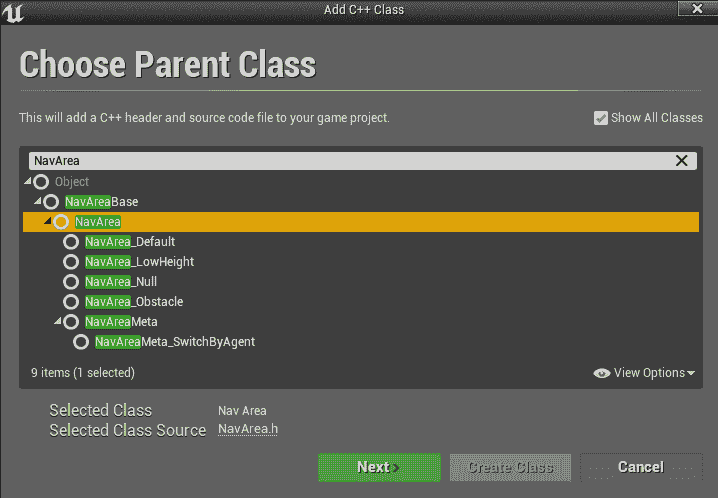 Add C++ Class
Choose Parent Class
This will add a C++ header and source code file to your game project.
Show All Classes
NavArea
Object
NavAreaBase
NavArea
NavArea_Default
NavArea_LowHeight
NavArea_Null
NavArea_Obstacle
NavAreaMeta
NavAreaMeta_SwitchByAgent
9 items (1 selected)
View Options
Selected Class Nav Area
Selected Class Source NavArea.h
Next
Create Class
Cancel